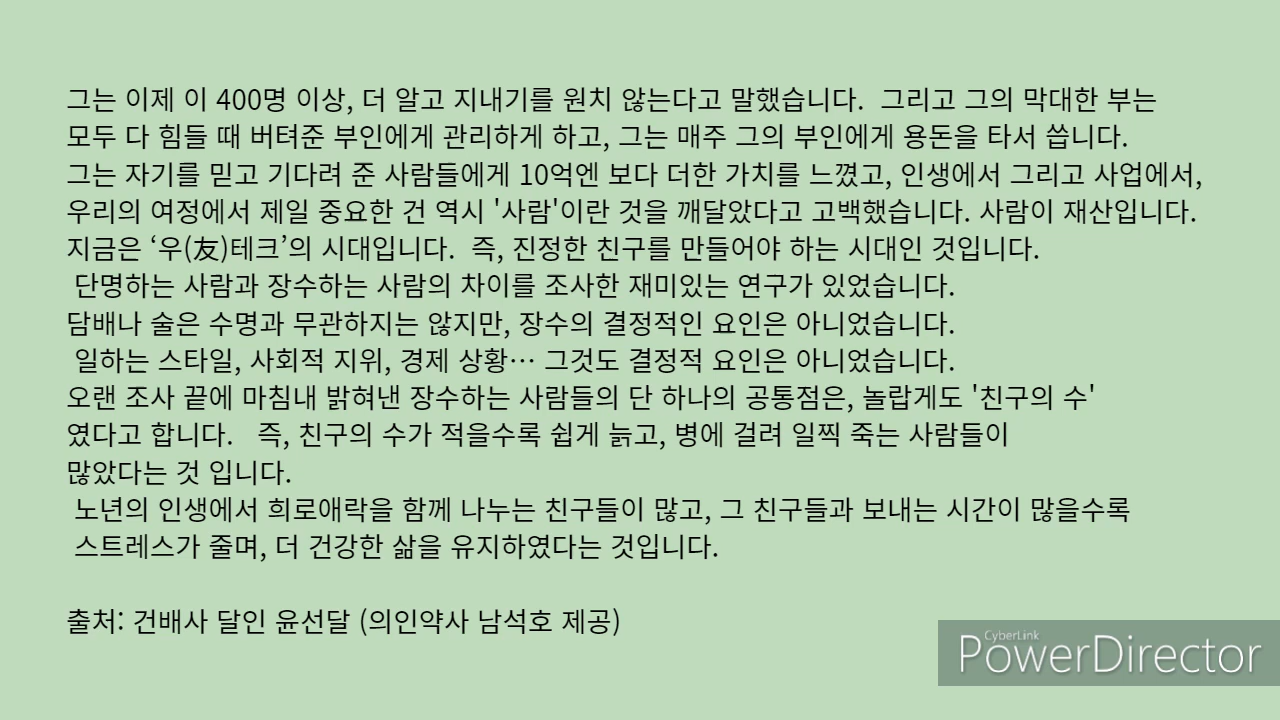 그는 이제 이 400명 이상, 더 알고 지내기를 원치 않는다고 말했습니다.  그리고 그의 막대한 부는
모두 다 힘들 때 버텨준 부인에게 관리하게 하고, 그는 매주 그의 부인에게 용돈을 타서 씁니다.
그는 자기를 믿고 기다려 준 사람들에게 10억엔 보다 더한 가치를 느꼈고, 인생에서 그리고 사업에서,
우리의 여정에서 제일 중요한 건 역시 '사람'이란 것을 깨달았다고 고백했습니다. 사람이 재산입니다.
지금은 ‘우(友)테크’의 시대입니다.  즉, 진정한 친구를 만들어야 하는 시대인 것입니다.
단명하는 사람과 장수하는 사람의 차이를 조사한 재미있는 연구가 있었습니다.
담배나 술은 수명과 무관하지는 않지만, 장수의 결정적인 요인은 아니었습니다.
일하는 스타일, 사회적 지위, 경제 상황… 그것도 결정적 요인은 아니었습니다.
오랜 조사 끝에 마침내 밝혀낸 장수하는 사람들의 단 하나의 공통점은, 놀랍게도 '친구의 수'
였다고 합니다.   즉, 친구의 수가 적을수록 쉽게 늙고, 병에 걸려 일찍 죽는 사람들이
많았다는 것 입니다.
노년의 인생에서 희로애락을 함께 나누는 친구들이 많고, 그 친구들과 보내는 시간이 많을수록
스트레스가 줄며, 더 건강한 삶을 유지하였다는 것입니다.
출처: 건배사 달인 윤선달 (의인약사 남석호 제공)
CyberLink
PowerDirector